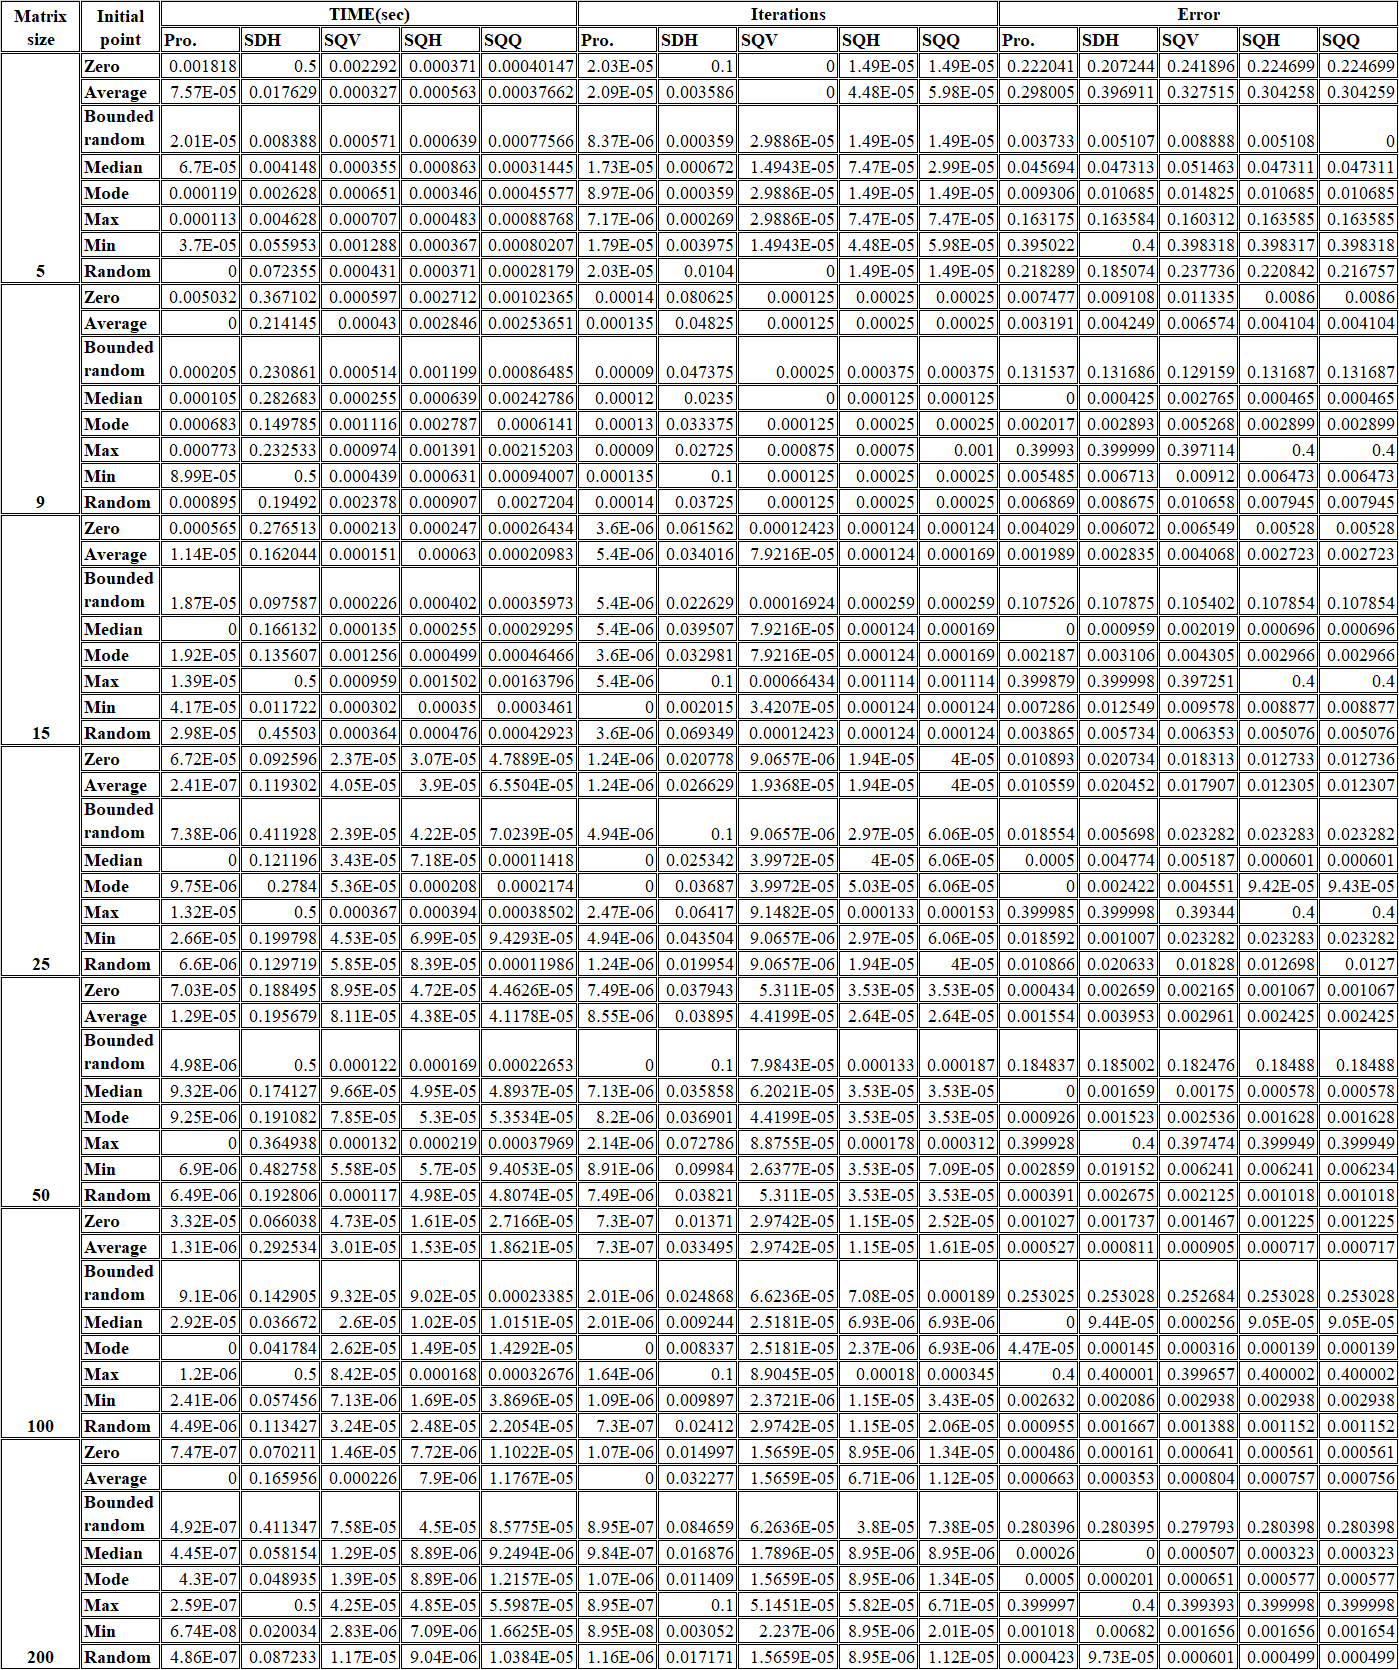 Matrix size Initial point TIME(sec) Iterations Error
Pro. SDH SQV SQH SQQ Pro. SDH SQV SQH SQQ Pro. SDH SQV SQH SQQ
Zero 0.001818 0.5 0.002292 0.000371 0.00040147 2.03E-05 0.1 0 1.49E-05 1.49E-05 0.222041 0.207244 0.241896 0.224699 0.224699
Average 7.57E-05 0.017629 0.000327 0.000563 0.00037662 2.09E-05 0.003586 0 4.48E-05 5.98E-05 0.298005 0.396911 0.327515 0.304258 0.304259
Bounded
random 2.01E-05 0.008388 0.000571 0.000639 0.00077566 8.37E-06 0.000359 2.9886E-05 1.49E-05 1.49E-05 0.003733 0.005107 0.008888 0.005108 0
Median 6.7E-05 0.004148 0.000355 0.000863 0.00031445 1.73E-05 0.000672 1.4943E-05 7.47E-05 2.99E-05 0.045694 0.047313 0.051463 0.047311 0.047311
Mode 0.000119 0.002628 0.000651 0.000346 0.00045577 8.97E-06 0.000359 2.9886E-05 1.49E-05 1.49E-05 0.009306 0.010685 0.014825 0.010685 0.010685
Max 0.000113 0.004628 0.000707 0.000483 0.00088768 7.17E-06 0.000269 2.9886E-05 7.47E-05 7.47E-05 0.163175 0.163584 0.160312 0.163585 0.163585
Min 3.7E-05 0.055953 0.001288 0.000367 0.00080207 1.79E-05 0.003975 1.4943E-05 4.48E-05 5.98E-05 0.395022 0.4 0.398318 0.398317 0.398318
5 Random 0 0.072355 0.000431 0.000371 0.00028179 2.03E-05 0.0104 0 1.49E-05 1.49E-05 0.218289 0.185074 0.237736 0.220842 0.216757
Zero 0.005032 0.367102 0.000597 0.002712 0.00102365 0.00014 0.080625 0.000125 0.00025 0.00025 0.007477 0.009108 0.011335 0.0086 0.0086
Average 0 0.214145 0.00043 0.002846 0.00253651 0.000135 0.04825 0.000125 0.00025 0.00025 0.003191 0.004249 0.006574 0.004104 0.004104
Bounded
random 0.000205 0.230861 0.000514 0.001199 0.00086485 0.00009 0.047375 0.00025 0.000375 0.000375 0.131537 0.131686 0.129159 0.131687 0.131687
Median 0.000105 0.282683 0.000255 0.000639 0.00242786 0.00012 0.0235 0 0.000125 0.000125 0 0.000425 0.002765 0.000465 0.000465
Mode 0.000683 0.149785 0.001116 0.002787 0.0006141 0.00013 0.033375 0.000125 0.00025 0.00025 0.002017 0.002893 0.005268 0.002899 0.002899
Max 0.000773 0.232533 0.000974 0.001391 0.00215203 0.00009 0.02725 0.000875 0.00075 0.001 0.39993 0.399999 0.397114 0.4 0.4
Min 8.99E-05 0.5 0.000439 0.000631 0.00094007 0.000135 0.1 0.000125 0.00025 0.00025 0.005485 0.006713 0.00912 0.006473 0.006473
9 Random 0.000895 0.19492 0.002378 0.000907 0.0027204 0.00014 0.03725 0.000125 0.00025 0.00025 0.006869 0.008675 0.010658 0.007945 0.007945
Zero 0.000565 0.276513 0.000213 0.000247 0.00026434 3.6E-06 0.061562 0.00012423 0.000124 0.000124 0.004029 0.006072 0.006549 0.00528 0.00528
Average 1.14E-05 0.162044 0.000151 0.00063 0.00020983 5.4E-06 0.034016 7.9216E-05 0.000124 0.000169 0.001989 0.002835 0.004068 0.002723 0.002723
Bounded
random 1.87E-05 0.097587 0.000226 0.000402 0.00035973 5.4E-06 0.022629 0.00016924 0.000259 0.000259 0.107526 0.107875 0.105402 0.107854 0.107854
Median 0 0.166132 0.000135 0.000255 0.00029295 5.4E-06 0.039507 7.9216E-05 0.000124 0.000169 0 0.000959 0.002019 0.000696 0.000696
Mode 1.92E-05 0.135607 0.001256 0.000499 0.00046466 3.6E-06 0.032981 7.9216E-05 0.000124 0.000169 0.002187 0.003106 0.004305 0.002966 0.002966
Max 1.39E-05 0.5 0.000959 0.001502 0.00163796 5.4E-06 0.1 0.00066434 0.001114 0.001114 0.399879 0.399998 0.397251 0.4 0.4
Min 4.17E-05 0.011722 0.000302 0.00035 0.0003461 0 0.002015 3.4207E-05 0.000124 0.000124 0.007286 0.012549 0.009578 0.008877 0.008877
15 Random 2.98E-05 0.45503 0.000364 0.000476 0.00042923 3.6E-06 0.069349 0.00012423 0.000124 0.000124 0.003865 0.005734 0.006353 0.005076 0.005076
Zero 6.72E-05 0.092596 2.37E-05 3.07E-05 4.7889E-05 1.24E-06 0.020778 9.0657E-06 1.94E-05 4E-05 0.010893 0.020734 0.018313 0.012733 0.012736
Average 2.41E-07 0.119302 4.05E-05 3.9E-05 6.5504E-05 1.24E-06 0.026629 1.9368E-05 1.94E-05 4E-05 0.010559 0.020452 0.017907 0.012305 0.012307
Bounded
random 7.38E-06 0.411928 2.39E-05 4.22E-05 7.0239E-05 4.94E-06 0.1 9.0657E-06 2.97E-05 6.06E-05 0.018554 0.005698 0.023282 0.023283 0.023282
Median 0 0.121196 3.43E-05 7.18E-05 0.00011418 0 0.025342 3.9972E-05 4E-05 6.06E-05 0.0005 0.004774 0.005187 0.000601 0.000601
Mode 9.75E-06 0.2784 5.36E-05 0.000208 0.0002174 0 0.03687 3.9972E-05 5.03E-05 6.06E-05 0 0.002422 0.004551 9.42E-05 9.43E-05
Max 1.32E-05 0.5 0.000367 0.000394 0.00038502 2.47E-06 0.06417 9.1482E-05 0.000133 0.000153 0.399985 0.399998 0.39344 0.4 0.4
Min 2.66E-05 0.199798 4.53E-05 6.99E-05 9.4293E-05 4.94E-06 0.043504 9.0657E-06 2.97E-05 6.06E-05 0.018592 0.001007 0.023282 0.023283 0.023282
25 Random 6.6E-06 0.129719 5.85E-05 8.39E-05 0.00011986 1.24E-06 0.019954 9.0657E-06 1.94E-05 4E-05 0.010866 0.020633 0.01828 0.012698 0.0127
Zero 7.03E-05 0.188495 8.95E-05 4.72E-05 4.4626E-05 7.49E-06 0.037943 5.311E-05 3.53E-05 3.53E-05 0.000434 0.002659 0.002165 0.001067 0.001067
Average 1.29E-05 0.195679 8.11E-05 4.38E-05 4.1178E-05 8.55E-06 0.03895 4.4199E-05 2.64E-05 2.64E-05 0.001554 0.003953 0.002961 0.002425 0.002425
Bounded
random 4.98E-06 0.5 0.000122 0.000169 0.00022653 0 0.1 7.9843E-05 0.000133 0.000187 0.184837 0.185002 0.182476 0.18488 0.18488
Median 9.32E-06 0.174127 9.66E-05 4.95E-05 4.8937E-05 7.13E-06 0.035858 6.2021E-05 3.53E-05 3.53E-05 0 0.001659 0.00175 0.000578 0.000578
Mode 9.25E-06 0.191082 7.85E-05 5.3E-05 5.3534E-05 8.2E-06 0.036901 4.4199E-05 3.53E-05 3.53E-05 0.000926 0.001523 0.002536 0.001628 0.001628
Max 0 0.364938 0.000132 0.000219 0.00037969 2.14E-06 0.072786 8.8755E-05 0.000178 0.000312 0.399928 0.4 0.397474 0.399949 0.399949
Min 6.9E-06 0.482758 5.58E-05 5.7E-05 9.4053E-05 8.91E-06 0.09984 2.6377E-05 3.53E-05 7.09E-05 0.002859 0.019152 0.006241 0.006241 0.006234
50 Random 6.49E-06 0.192806 0.000117 4.98E-05 4.8074E-05 7.49E-06 0.03821 5.311E-05 3.53E-05 3.53E-05 0.000391 0.002675 0.002125 0.001018 0.001018
Zero 3.32E-05 0.066038 4.73E-05 1.61E-05 2.7166E-05 7.3E-07 0.01371 2.9742E-05 1.15E-05 2.52E-05 0.001027 0.001737 0.001467 0.001225 0.001225
Average 1.31E-06 0.292534 3.01E-05 1.53E-05 1.8621E-05 7.3E-07 0.033495 2.9742E-05 1.15E-05 1.61E-05 0.000527 0.000811 0.000905 0.000717 0.000717
Bounded
random 9.1E-06 0.142905 9.32E-05 9.02E-05 0.00023385 2.01E-06 0.024868 6.6236E-05 7.08E-05 0.000189 0.253025 0.253028 0.252684 0.253028 0.253028
Median 2.92E-05 0.036672 2.6E-05 1.02E-05 1.0151E-05 2.01E-06 0.009244 2.5181E-05 6.93E-06 6.93E-06 0 9.44E-05 0.000256 9.05E-05 9.05E-05
Mode 0 0.041784 2.62E-05 1.49E-05 1.4292E-05 0 0.008337 2.5181E-05 2.37E-06 6.93E-06 4.47E-05 0.000145 0.000316 0.000139 0.000139
Max 1.2E-06 0.5 8.42E-05 0.000168 0.00032676 1.64E-06 0.1 8.9045E-05 0.00018 0.000345 0.4 0.400001 0.399657 0.400002 0.400002
Min 2.41E-06 0.057456 7.13E-06 1.69E-05 3.8696E-05 1.09E-06 0.009897 2.3721E-06 1.15E-05 3.43E-05 0.002632 0.002086 0.002938 0.002938 0.002938
100 Random 4.49E-06 0.113427 3.24E-05 2.48E-05 2.2054E-05 7.3E-07 0.02412 2.9742E-05 1.15E-05 2.06E-05 0.000955 0.001667 0.001388 0.001152 0.001152
Zero 7.47E-07 0.070211 1.46E-05 7.72E-06 1.1022E-05 1.07E-06 0.014997 1.5659E-05 8.95E-06 1.34E-05 0.000486 0.000161 0.000641 0.000561 0.000561
Average 0 0.165956 0.000226 7.9E-06 1.1767E-05 0 0.032277 1.5659E-05 6.71E-06 1.12E-05 0.000663 0.000353 0.000804 0.000757 0.000756
Bounded
random 4.92E-07 0.411347 7.58E-05 4.5E-05 8.5775E-05 8.95E-07 0.084659 6.2636E-05 3.8E-05 7.38E-05 0.280396 0.280395 0.279793 0.280398 0.280398
Median 4.45E-07 0.058154 1.29E-05 8.89E-06 9.2494E-06 9.84E-07 0.016876 1.7896E-05 8.95E-06 8.95E-06 0.00026 0 0.000507 0.000323 0.000323
Mode 4.3E-07 0.048935 1.39E-05 8.89E-06 1.2157E-05 1.07E-06 0.011409 1.5659E-05 8.95E-06 1.34E-05 0.0005 0.000201 0.000651 0.000577 0.000577
Max 2.59E-07 0.5 4.25E-05 4.85E-05 5.5987E-05 8.95E-07 0.1 5.1451E-05 5.82E-05 6.71E-05 0.399997 0.4 0.399393 0.399998 0.399998
Min 6.74E-08 0.020034 2.83E-06 7.09E-06 1.6625E-05 8.95E-08 0.003052 2.237E-06 8.95E-06 2.01E-05 0.001018 0.00682 0.001656 0.001656 0.001654
200 Random 4.86E-07 0.087233 1.17E-05 9.04E-06 1.0384E-05 1.16E-06 0.017171 1.5659E-05 8.95E-06 1.12E-05 0.000423 9.73E-05 0.000601 0.000499 0.000499